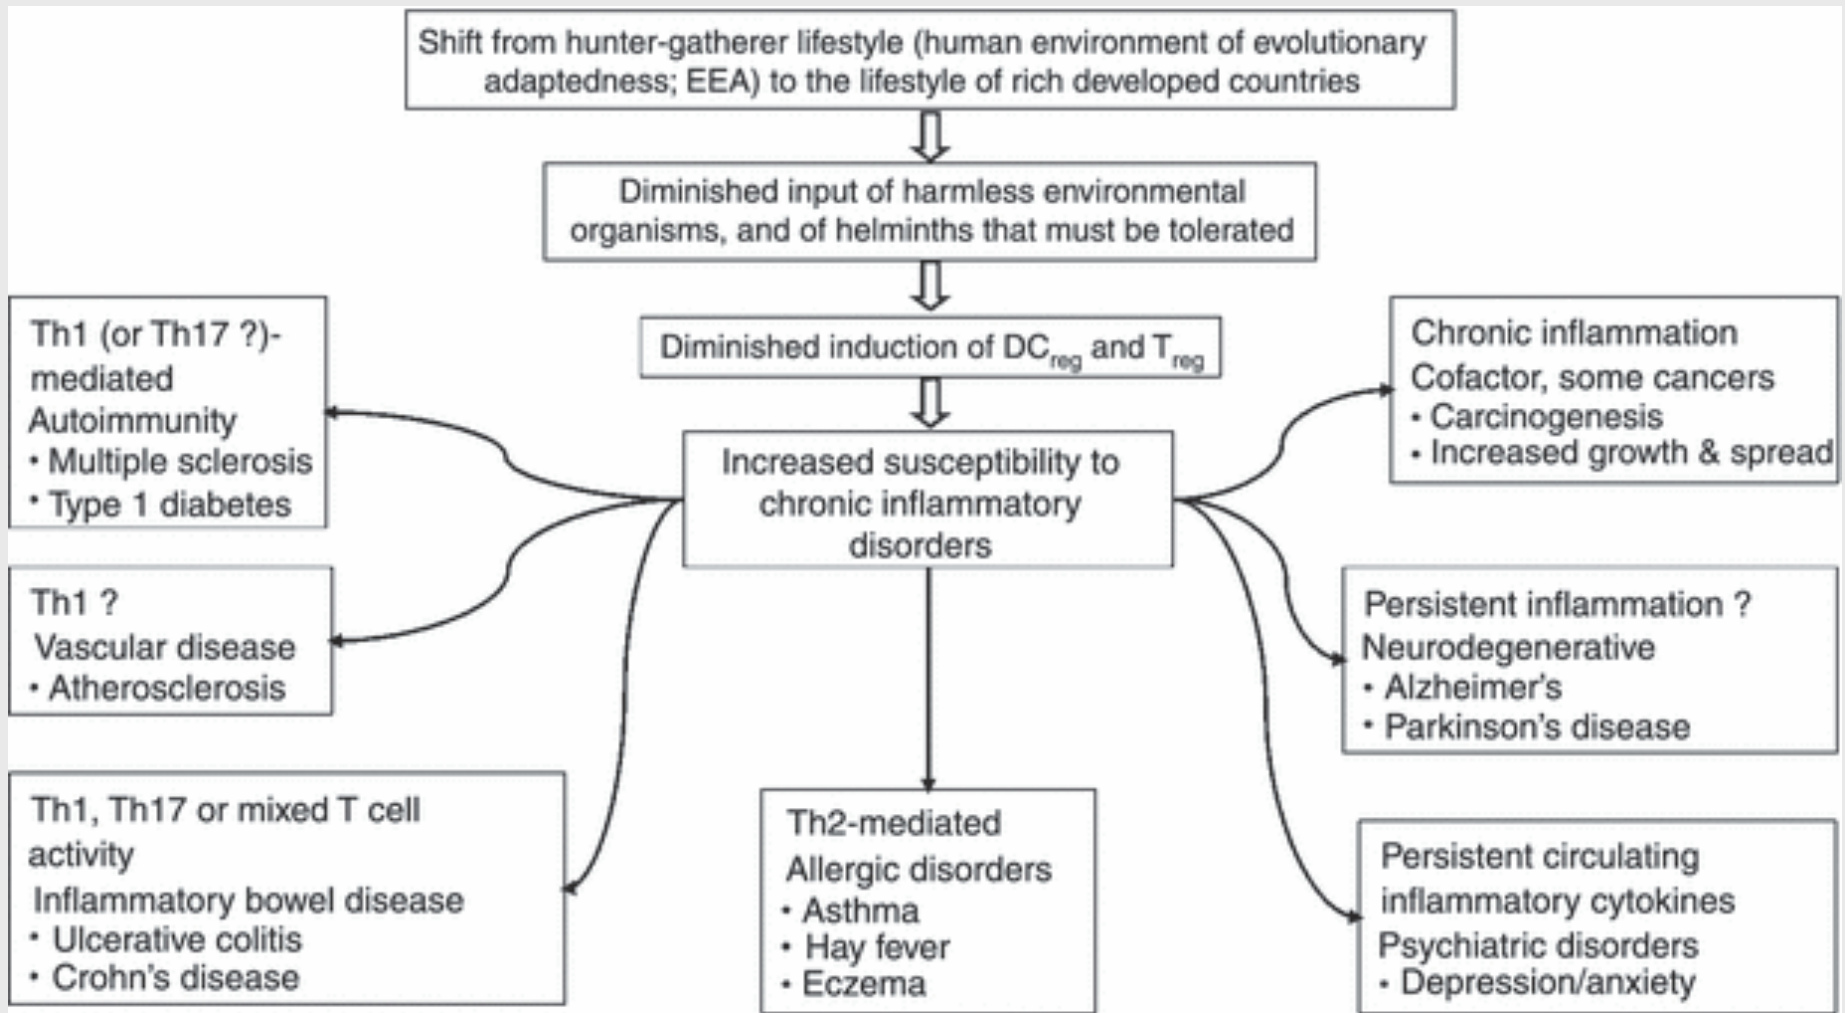 Shift from hunter-gatherer lifestyle (human environment of evolutionary
adaptedness; EEA) to the lifestyle of rich developed countries
Diminished input of harmless environmental
organisms, and of helminths that must be tolerated
Diminished induction of DCreg and Treg
Increased susceptibility to
chronic inflammatory
disorders
Th1 (or Th17 ?)-
mediated
Autoimmunity
• Multiple sclerosis
• Type 1 diabetes
Th1 ?
Vascular disease
• Atherosclerosis
Th1, Th17 or mixed T cell
activity
Inflammatory bowel disease
• Ulcerative colitis
• Crohn's disease
Th2-mediated
Allergic disorders
• Asthma
• Hay fever
• Eczema
Chronic inflammation
Cofactor, some cancers
• Carcinogenesis
• Increased growth & spread
Persistent inflammation ?
Neurodegenerative
• Alzheimer's
• Parkinson's disease
Persistent circulating
inflammatory cytokines
Psychiatric disorders
• Depression/anxiety